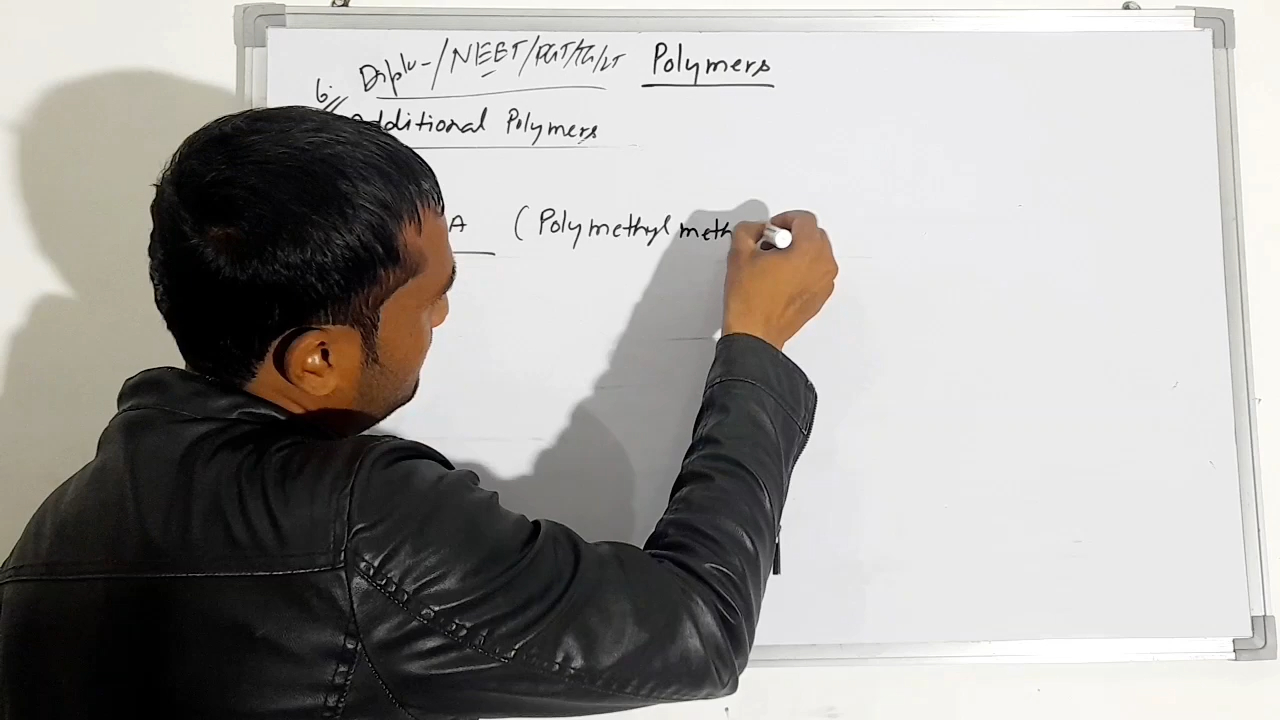 6. Diplo-/NEET/PGT/TGT/LT Polymers
Additional Polymers
A (Polymethyl meth